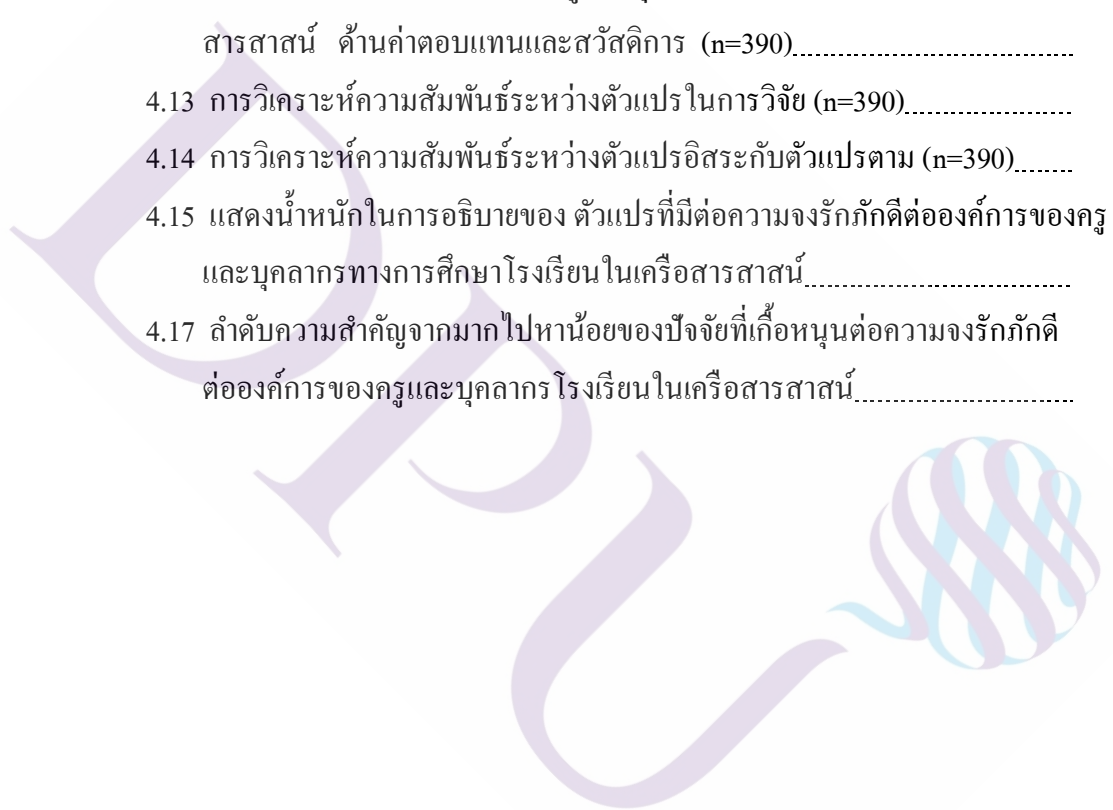 สารสาสน์ ด้านค่าตอบแทนและสวัสดิการ (n=390)
4.13 การวิเคราะห์ความสัมพันธ์ระหว่างตัวแปรในการวิจัย (n=390)
4.14 การวิเคราะห์ความสัมพันธ์ระหว่างตัวแปรอิสระกับตัวแปรตาม (n=390)
4.15 แสดงน้ำหนักในการอธิบายของ ตัวแปรที่มีต่อความจงรักภักดีต่อองค์การของครู
และบุคลากรทางการศึกษาโรงเรียนในเครือสารสาสน์
4.17 ลำดับความสำคัญจากมากไปหาน้อยของปัจจัยที่เกื้อหนุนต่อความจงรักภักดี
ต่อองค์การของครูและบุคลากรโรงเรียนในเครือสารสาสน์
DPU